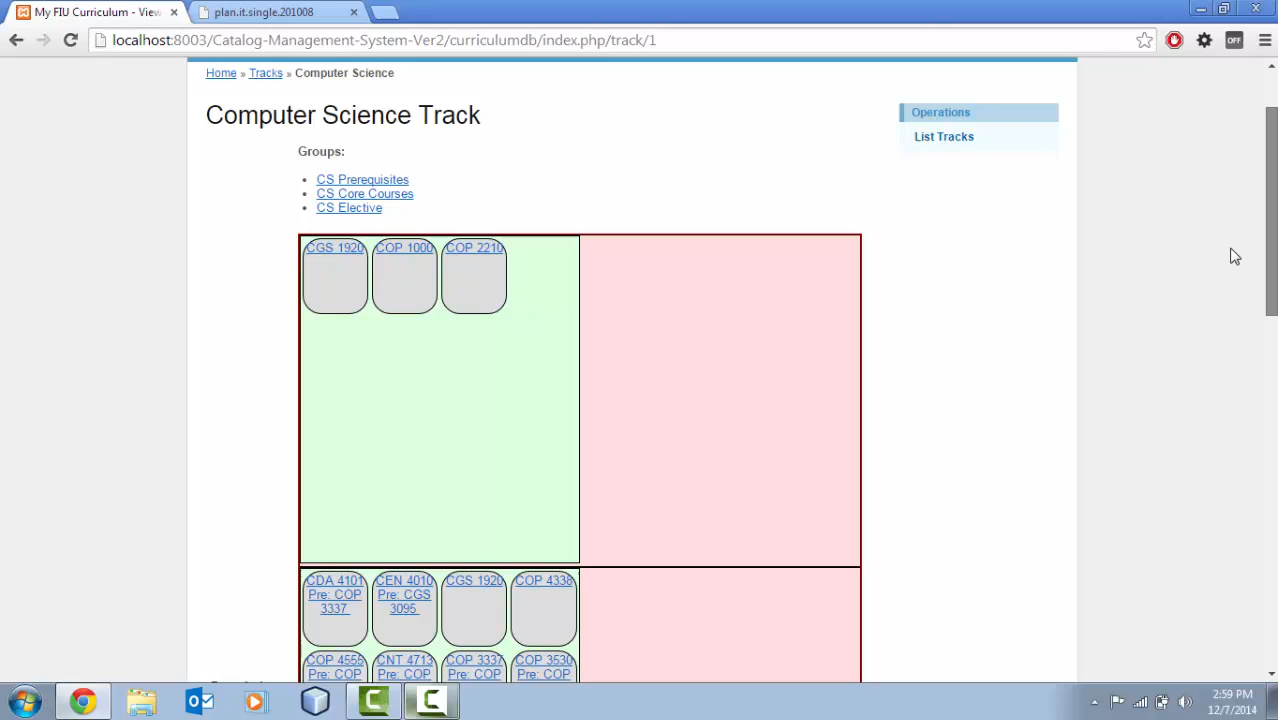 My FIU Curriculum - View
plan.it.single.201008
localhost:8003/Catalog-Management-System-Ver2/curriculumdb/index.php/track/1
OFF
Home » Tracks » Computer Science
Computer Science Track
Operations
List Tracks
Groups:
CS Prerequisites
CS Core Courses
CS Elective
CGS 1920
COP 1000
COP 2210
CDA 4101
Pre: COP
3337
CEN 4010
Pre: CGS
3095
CGS 1920
COP 4338
COP 4555
Pre: COP
CNT 4713
Pre: COP
COP 3337
Pre: COP
COP 3530
Pre: COP
2:59 PM
12/7/2014